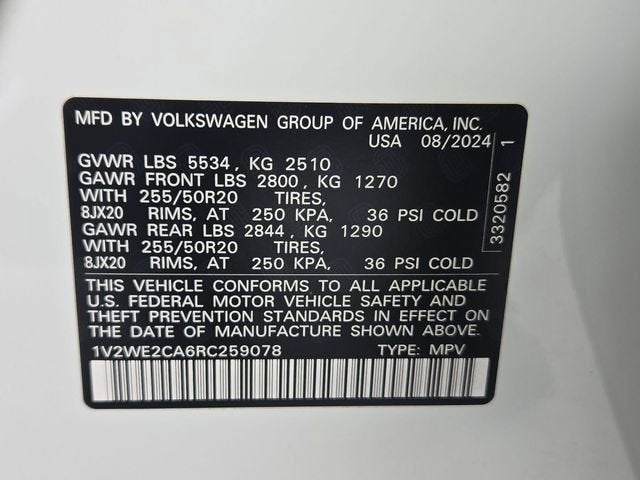 MFD BY VOLKSWAGEN GROUP OF AMERICA, INC.
USA 08/2024
GVWR LBS 5534, KG 2510
GAWR FRONT LBS 2800, KG 1270
WITH 255/50R20 TIRES,
8JX20 RIMS, AT 250 KPA, 36 PSI COLD
GAWR REAR LBS 2844, KG 1290
WITH 255/50R20 TIRES,
8JX20 RIMS, AT 250 KPA, 36 PSI COLD
THIS VEHICLE CONFORMS TO ALL APPLICABLE
U.S. FEDERAL MOTOR VEHICLE SAFETY AND
THEFT PREVENTION STANDARDS IN EFFECT ON
THE DATE OF MANUFACTURE SHOWN ABOVE.
1V2WE2CA6RC259078 TYPE: MPV
3320582 1